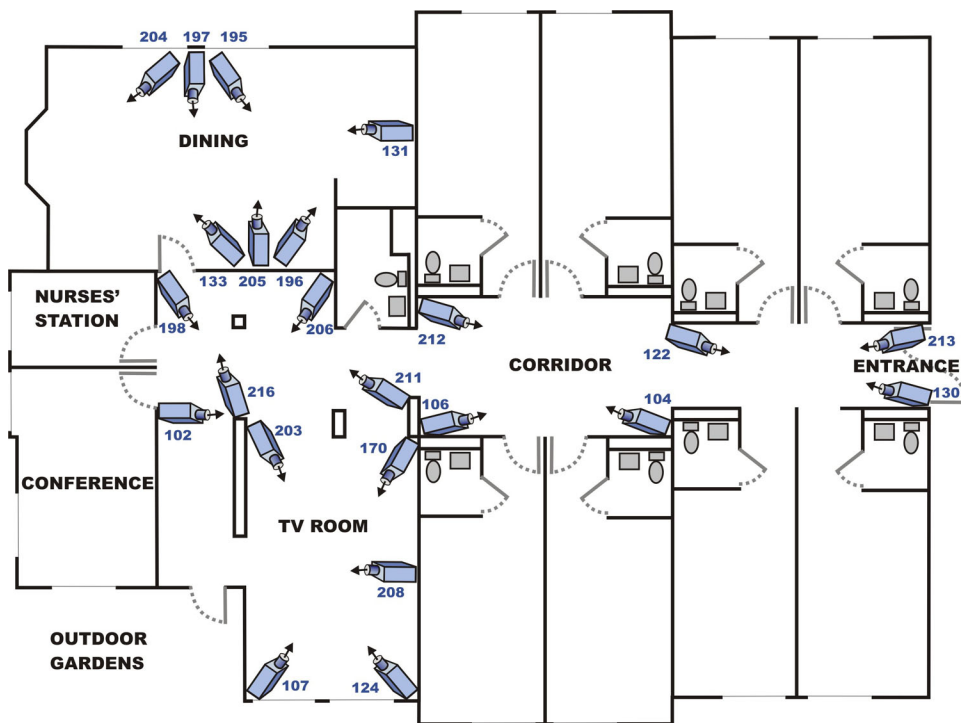 204 197 195
DINING
131
133 205 196
NURSES'
STATION
198
206
212
122
213
CORRIDOR
ENTRANCE
216
211
106
104
130
102
203
170
CONFERENCE
TV ROOM
208
OUTDOOR
GARDENS
107
124